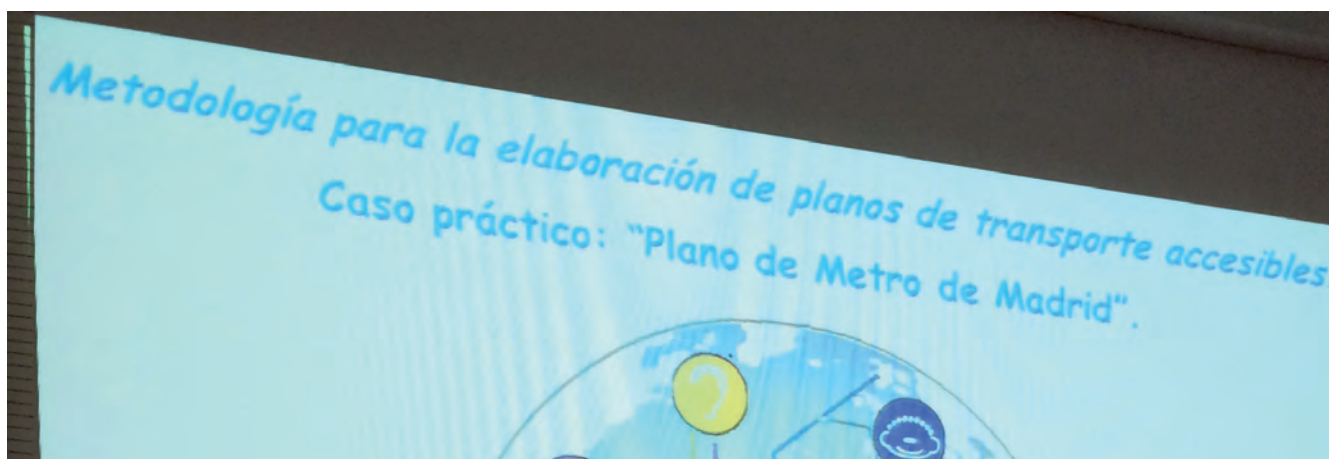 Metodología para la elaboración de planos de transporte accesibles.
Caso práctico: "Plano de Metro de Madrid".